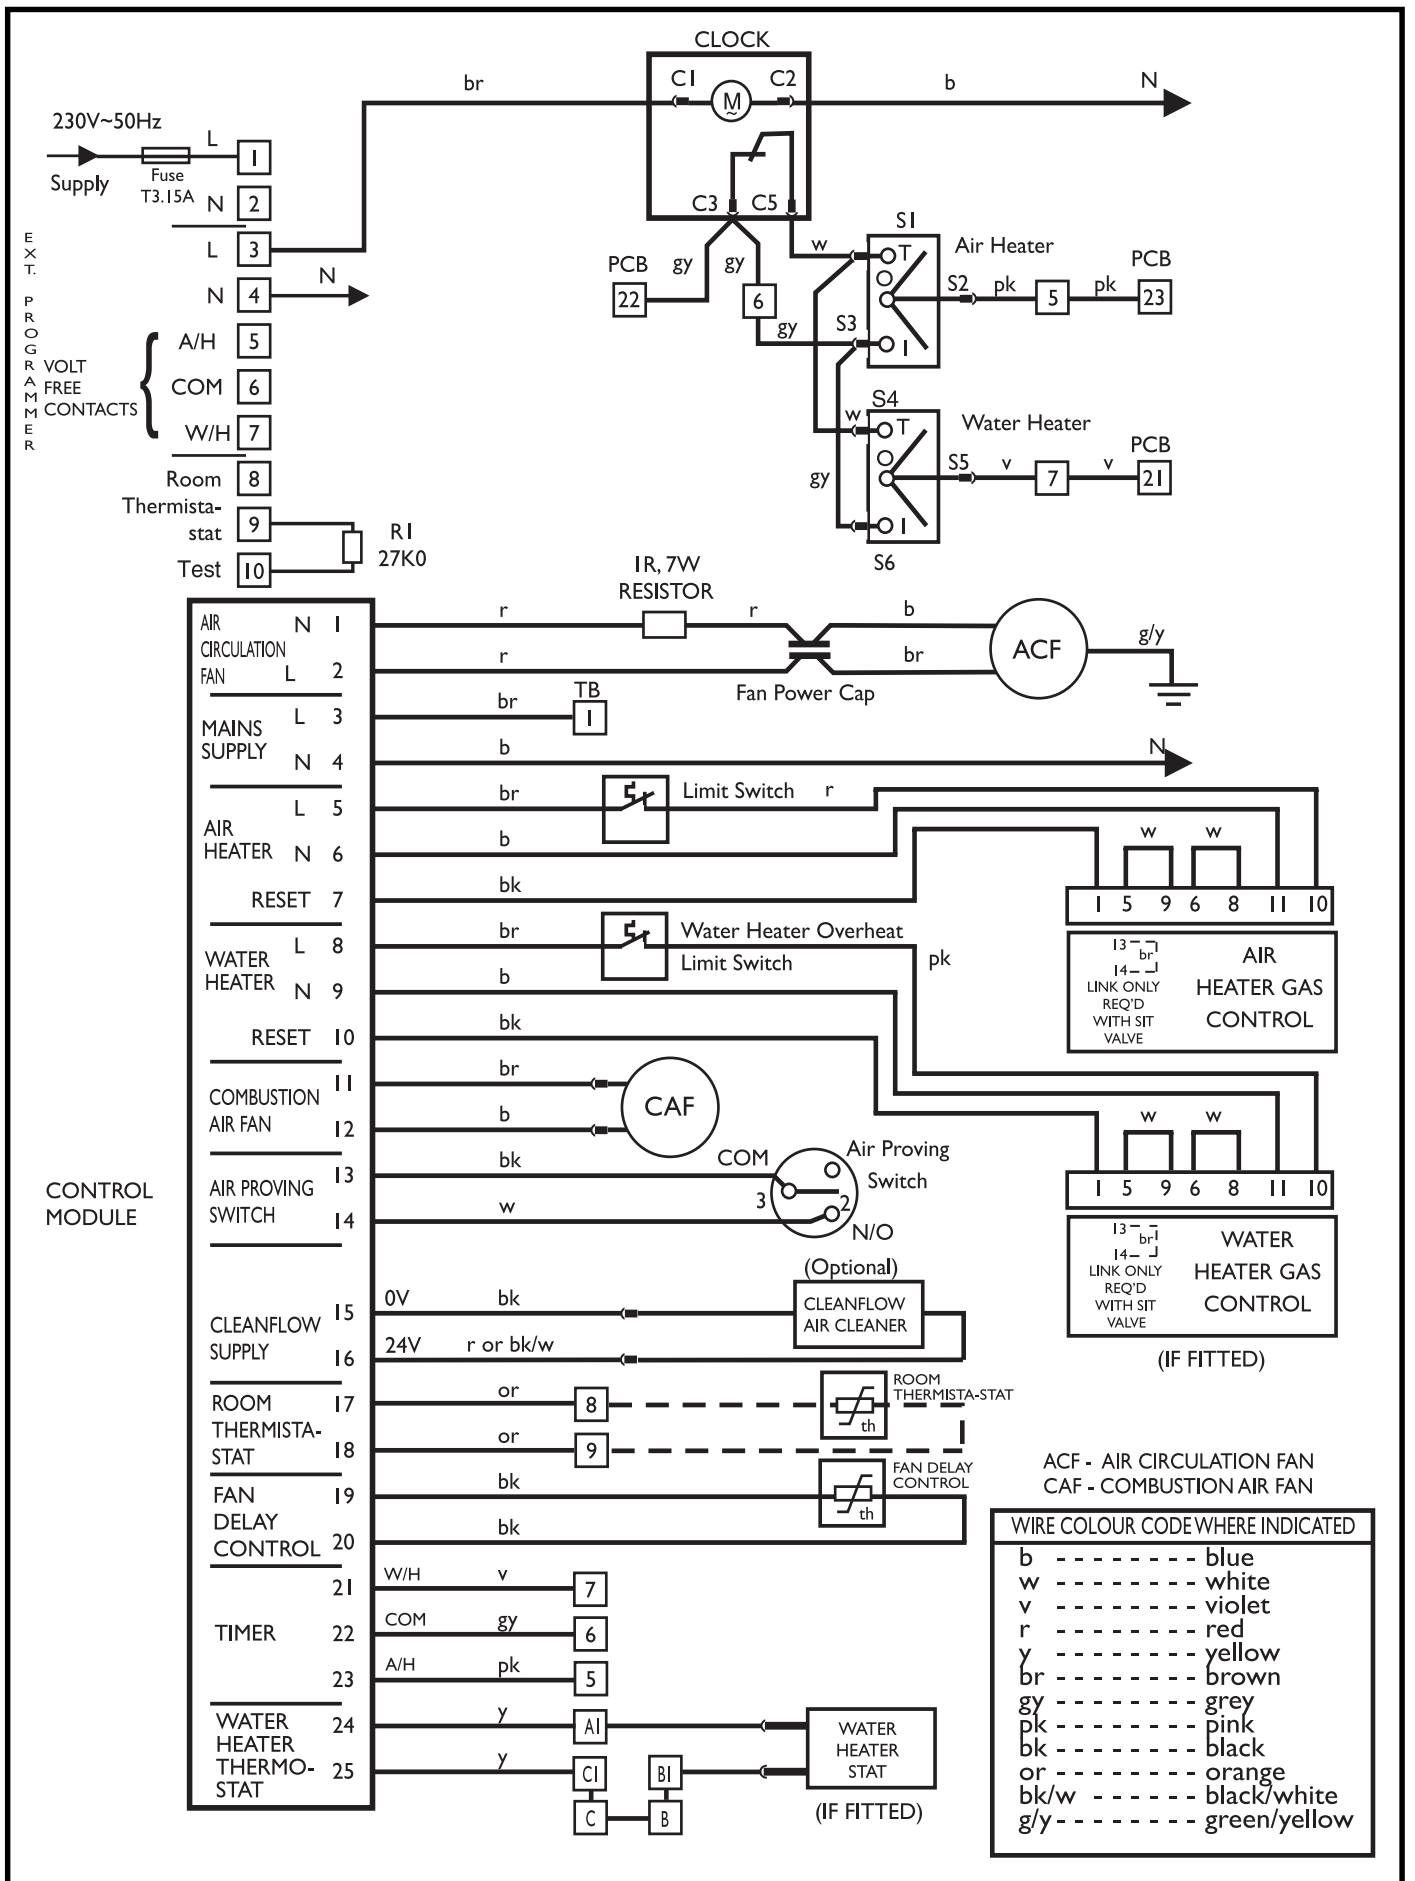 CLOCK
br C1 M ~ C2 b N
230V~50Hz
L 1
Supply Fuse
T3.15A
N 2
EXT. PROGRAMMER
L 3
N 4 N
A/H 5
VOLT
FREE
CONTACTS
COM 6
W/H 7
Room 8
Thermista-
stat 9
Test 10
R1
27K0
C3 C5
PCB gy gy w
22 6
gy S3
S1
T
Air Heater
S2 pk 5 pk PCB
23
I
S4
w T
Water Heater
S5 v 7 v PCB
21
gy
I
S6
1R, 7W
RESISTOR
AIR
CIRCULATION
FAN
N 1 r r b
ACF g/y
L 2 r br
Fan Power Cap
MAINS
SUPPLY
L 3 br TB
1
N 4 b N
AIR
HEATER
L 5 br Limit Switch r
N 6 b
RESET 7 bk
w w
1 5 9 6 8 11 10
13 br
14
LINK ONLY
REQ'D
WITH SIT
VALVE
AIR
HEATER GAS
CONTROL
WATER
HEATER
L 8 br Water Heater Overheat
Limit Switch pk
N 9 b
RESET 10 bk
COMBUSTION
AIR FAN
11 br
CAF
12 b
w w
1 5 9 6 8 11 10
13 br
14
LINK ONLY
REQ'D
WITH SIT
VALVE
WATER
HEATER GAS
CONTROL
(IF FITTED)
CONTROL
MODULE
AIR PROVING
SWITCH
13 bk COM Air Proving
Switch
3 2
14 w N/O
(Optional)
CLEANFLOW
SUPPLY
15 0V bk CLEANFLOW
AIR CLEANER
16 24V r or bk/w
ROOM
THERMISTA-
STAT
17 or 8 th ROOM
THERMISTA-STAT
18 or 9
FAN
DELAY
CONTROL
19 bk th FAN DELAY
CONTROL
20 bk
TIMER
21 W/H v 7
22 COM gy 6
23 A/H pk 5
WATER
HEATER
THERMO-
STAT
24 y A1
25 y C1 B1
C B
WATER
HEATER
STAT
(IF FITTED)
ACF - AIR CIRCULATION FAN
CAF - COMBUSTION AIR FAN
WIRE COLOUR CODE WHERE INDICATED
b - - - - - - - - blue
w - - - - - - - - white
v - - - - - - - - violet
r - - - - - - - - red
y - - - - - - - - yellow
br - - - - - - - - brown
gy - - - - - - - - grey
pk - - - - - - - - pink
bk - - - - - - - - black
or - - - - - - - - orange
bk/w - - - - - - black/white
g/y - - - - - - - - green/yellow